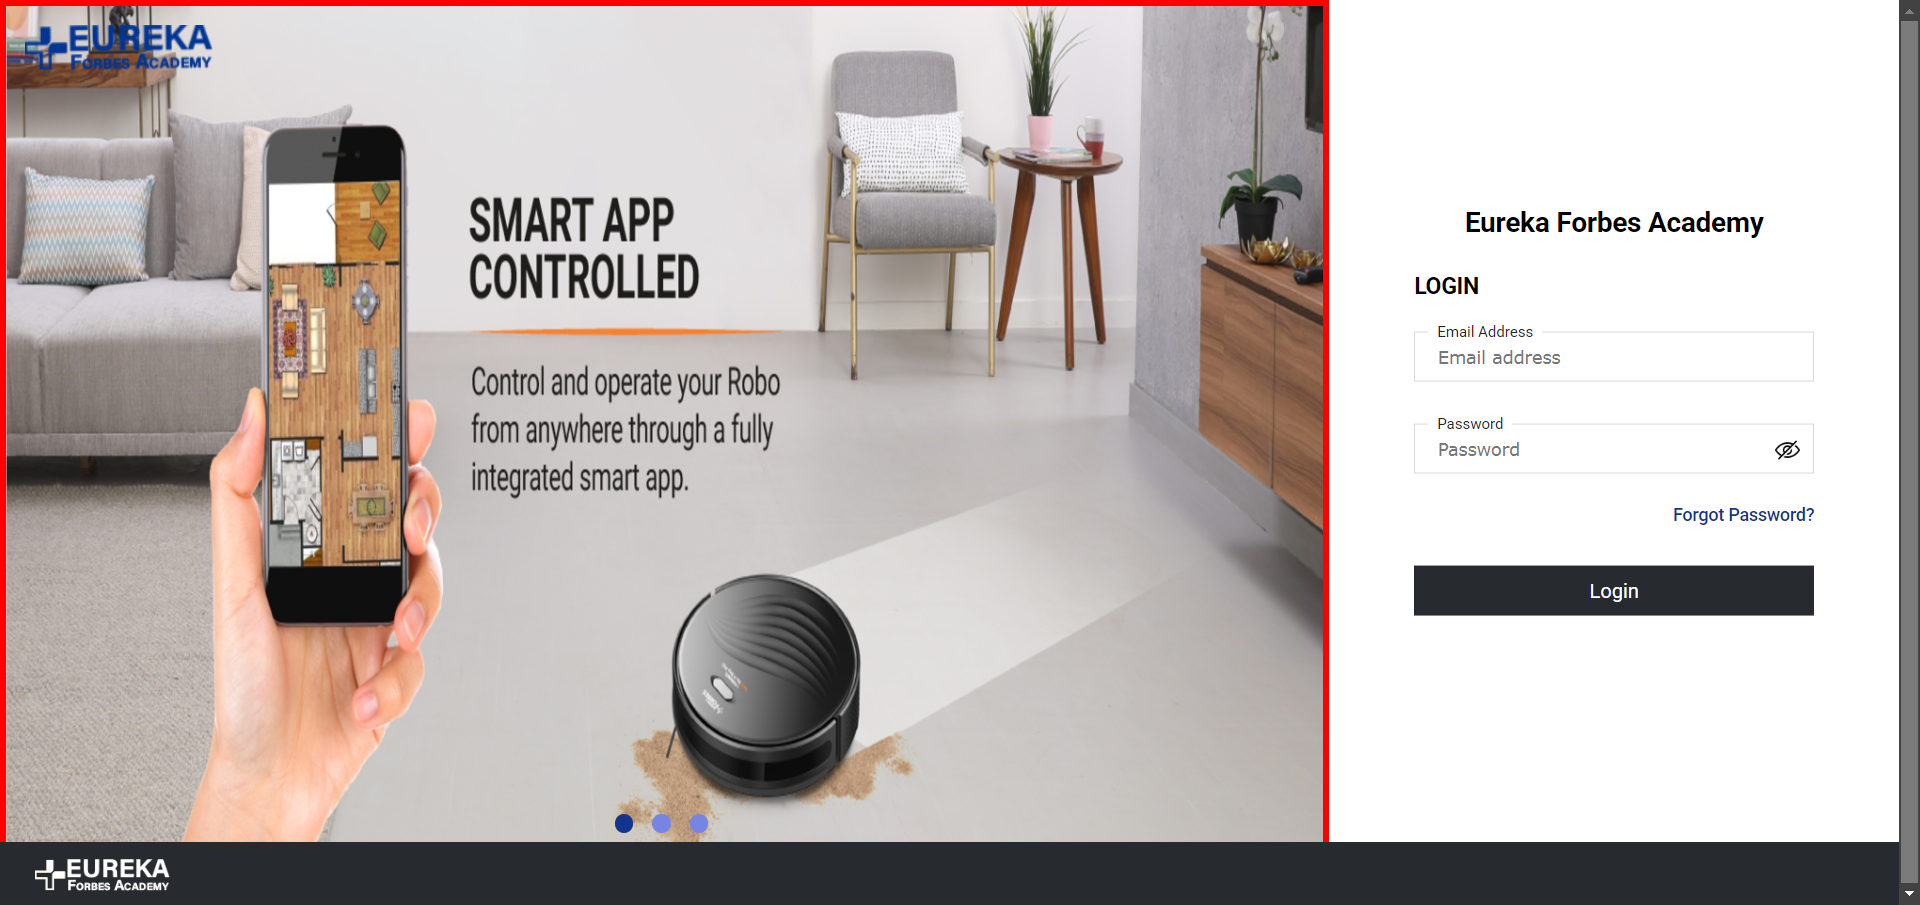 EUREKA
FORBES ACADEMY
SMART APP
CONTROLLED
Control and operate your Robo
from anywhere through a fully
integrated smart app.
Eureka Forbes Academy
LOGIN
Email Address
Email address
Password
Password
Forgot Password?
Login
EUREKA
FORBES ACADEMY